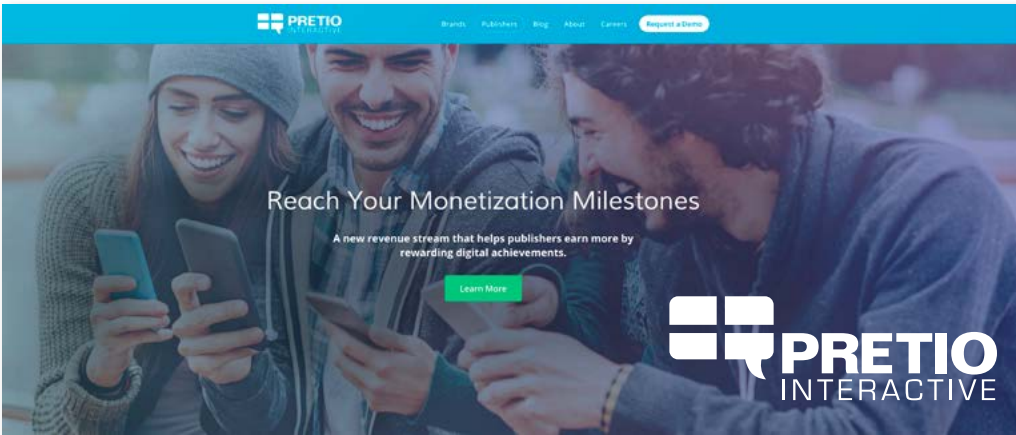 PRETIO
INTERACTIVE
Brands Publishers Blog About Careers Request a Demo
Reach Your Monetization Milestones
A new revenue stream that helps publishers earn more by
rewarding digital achievements.
Learn More
PRETIO
INTERACTIVE